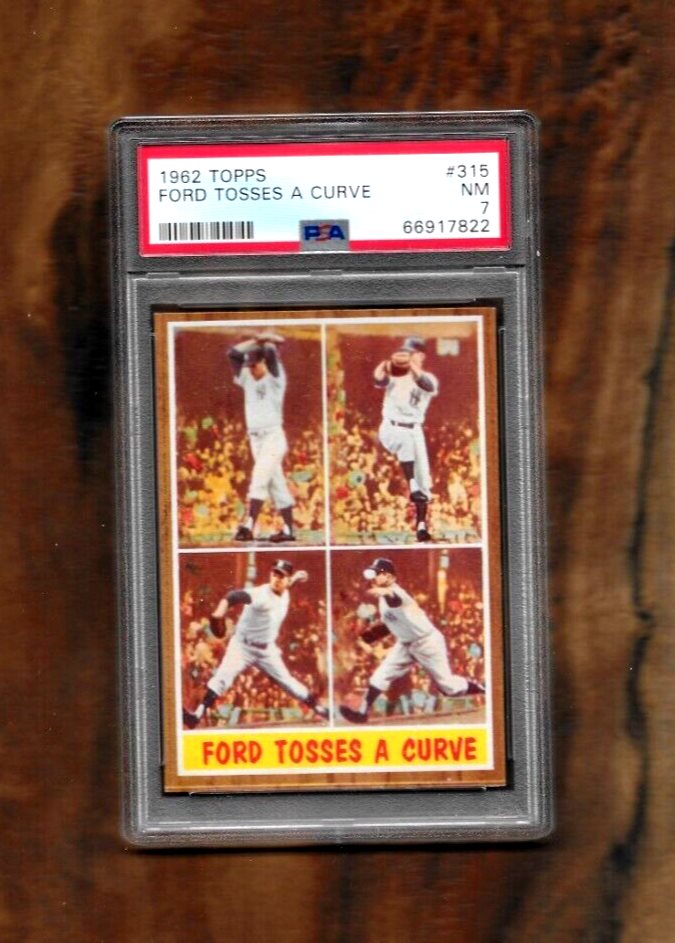 1962 TOPPS #315
FORD TOSSES A CURVE NM
7
PSA 66917822
FORD TOSSES A CURVE